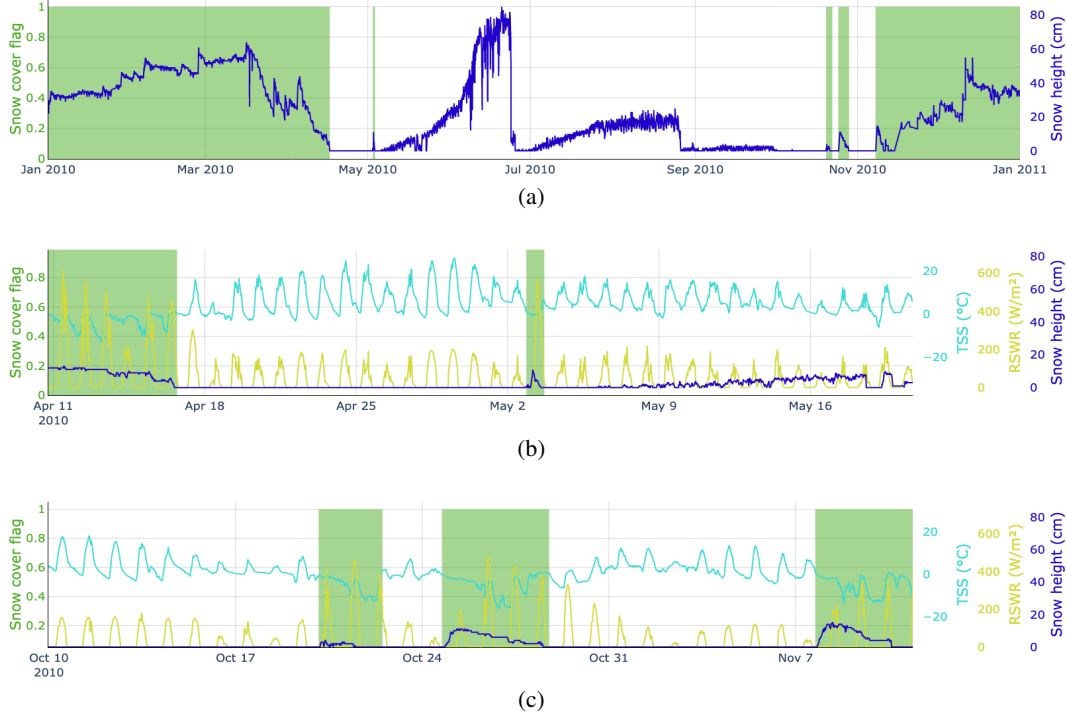 Snow cover flag
1
0.8
0.6
0.4
0.2
0
80
60
40
20
0
Snow height (cm)
Jan 2010 Mar 2010 May 2010 Jul 2010 Sep 2010 Nov 2010 Jan 2011
(a)
Snow cover flag
0.8
0.6
0.4
0.2
0
20
0
−20
TSS (°C)
600
400
200
0
RSWR (W/m²)
80
60
40
20
0
Snow height (cm)
Apr 11 Apr 18 Apr 25 May 2 May 9 May 16
2010
(b)
Snow cover flag
1
0.8
0.6
0.4
0.2
20
0
−20
TSS (°C)
600
400
200
0
RSWR (W/m²)
80
60
40
20
0
Snow height (cm)
Oct 10 Oct 17 Oct 24 Oct 31 Nov 7
2010
(c)